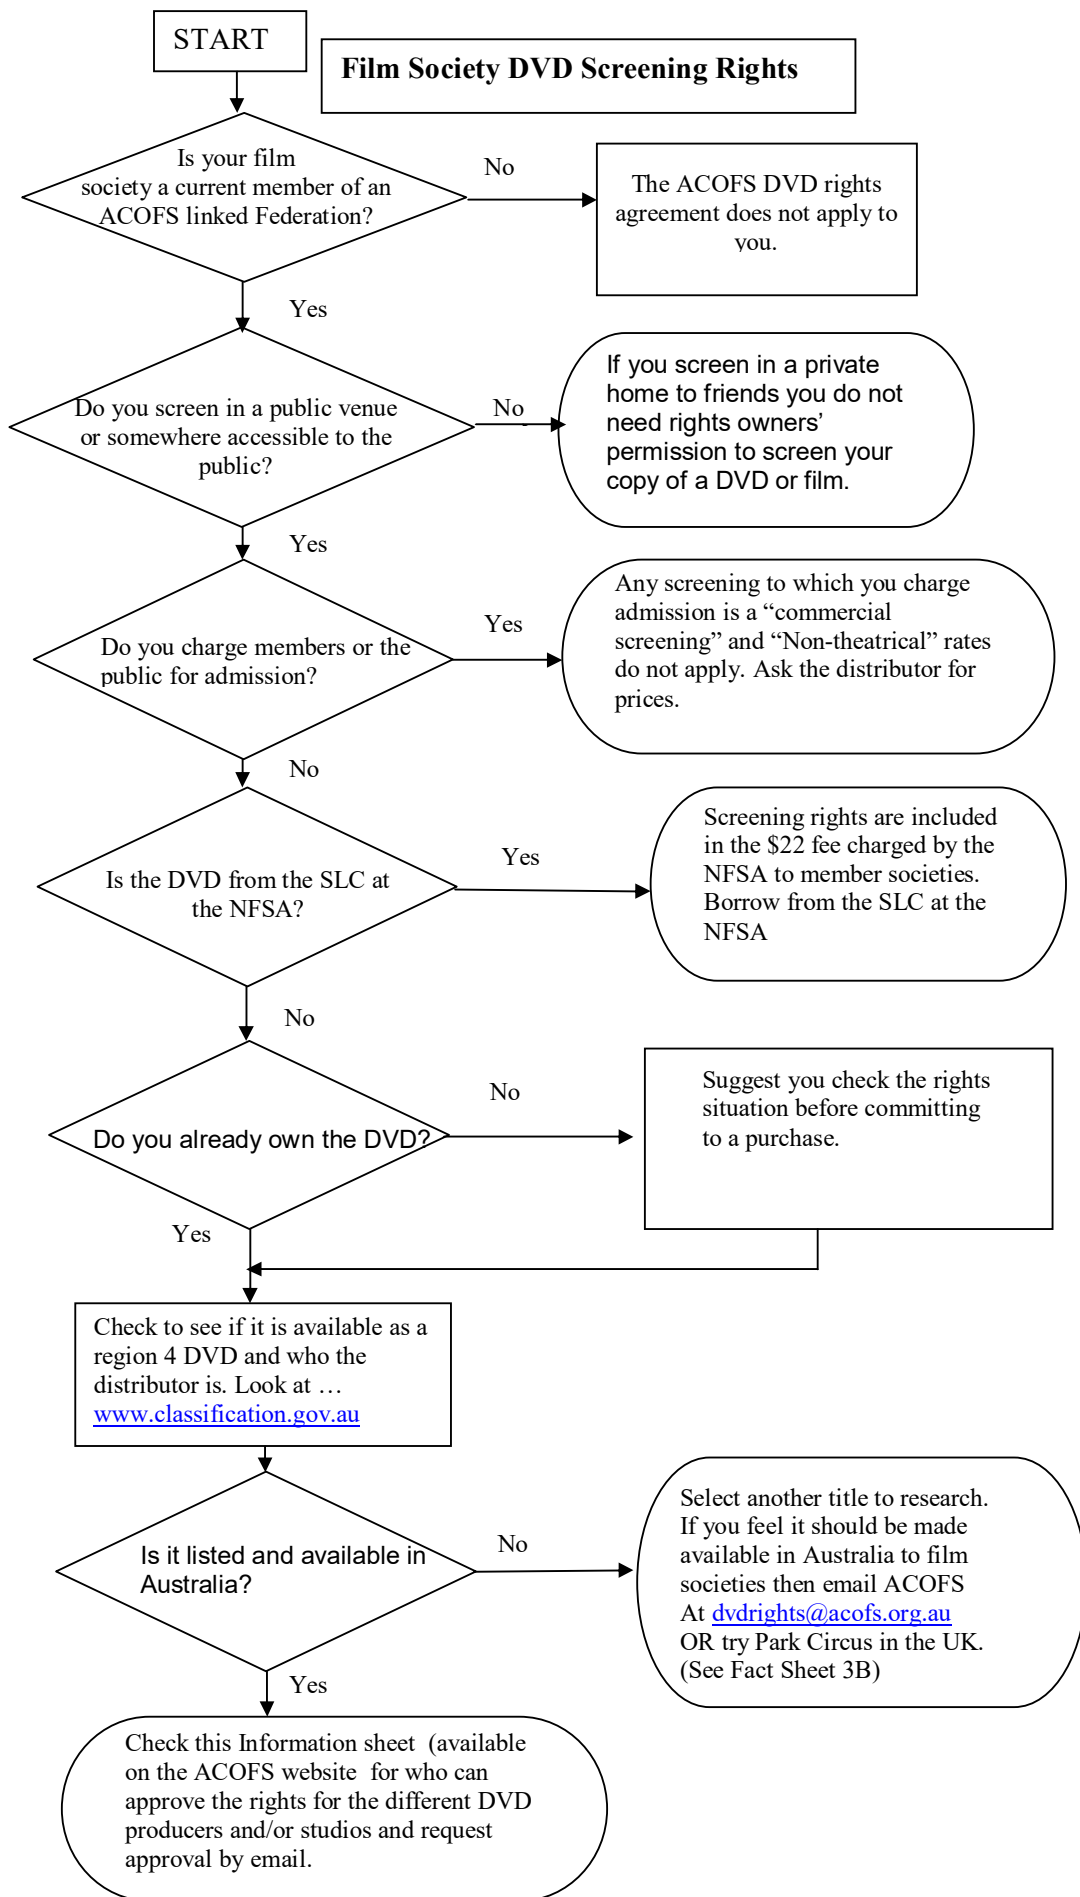 START
Film Society DVD Screening Rights
Is your film
society a current member of an
ACOFS linked Federation?
No
The ACOFS DVD rights
agreement does not apply to
you.
Yes
Do you screen in a public venue
or somewhere accessible to the
public?
No
If you screen in a private
home to friends you do not
need rights owners’
permission to screen your
copy of a DVD or film.
Yes
Do you charge members or the
public for admission?
Yes
Any screening to which you charge
admission is a “commercial
screening” and “Non-theatrical” rates
do not apply. Ask the distributor for
prices.
No
Is the DVD from the SLC at
the NFSA?
Yes
Screening rights are included
in the $22 fee charged by the
NFSA to member societies.
Borrow from the SLC at the
NFSA
No
Do you already own the DVD?
No
Suggest you check the rights
situation before committing
to a purchase.
Yes
Check to see if it is available as a
region 4 DVD and who the
distributor is. Look at …
www.classification.gov.au
Is it listed and available in
Australia?
No
Select another title to research.
If you feel it should be made
available in Australia to film
societies then email ACOFS
At dvdrights@acofs.org.au
OR try Park Circus in the UK.
(See Fact Sheet 3B)
Yes
Check this Information sheet (available
on the ACOFS website for who can
approve the rights for the different DVD
producers and/or studios and request
approval by email.